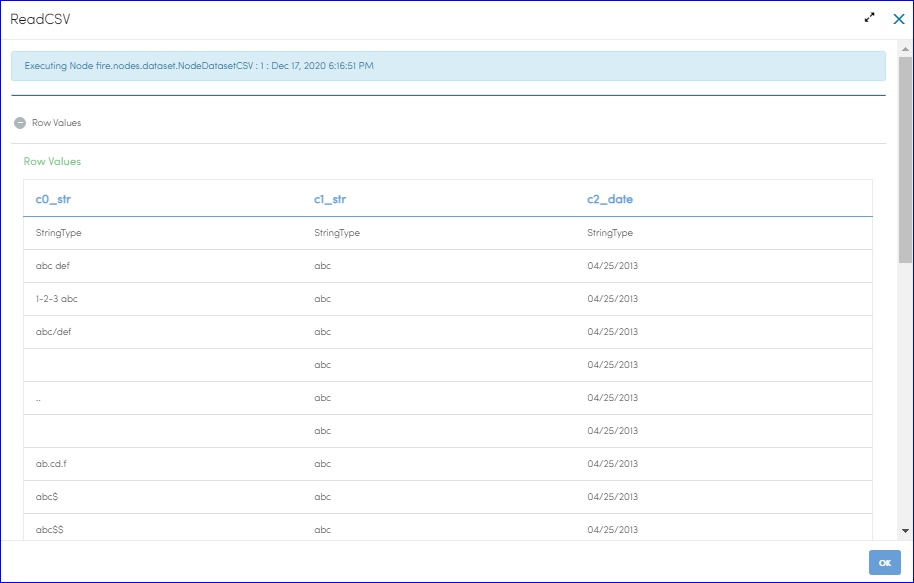 ReadCSV
Executing Node fire.nodes.dataset.NodeDatasetCSV : 1 : Dec 17, 2020 6:16:51 PM
Row Values
Row Values
c0_str c1_str c2_date
StringType StringType StringType
abc def abc 04/25/2013
1-2-3 abc abc 04/25/2013
abc/def abc 04/25/2013
abc 04/25/2013
.. abc 04/25/2013
abc 04/25/2013
ab.cd.f abc 04/25/2013
abc$ abc 04/25/2013
abc$$ abc 04/25/2013
OK